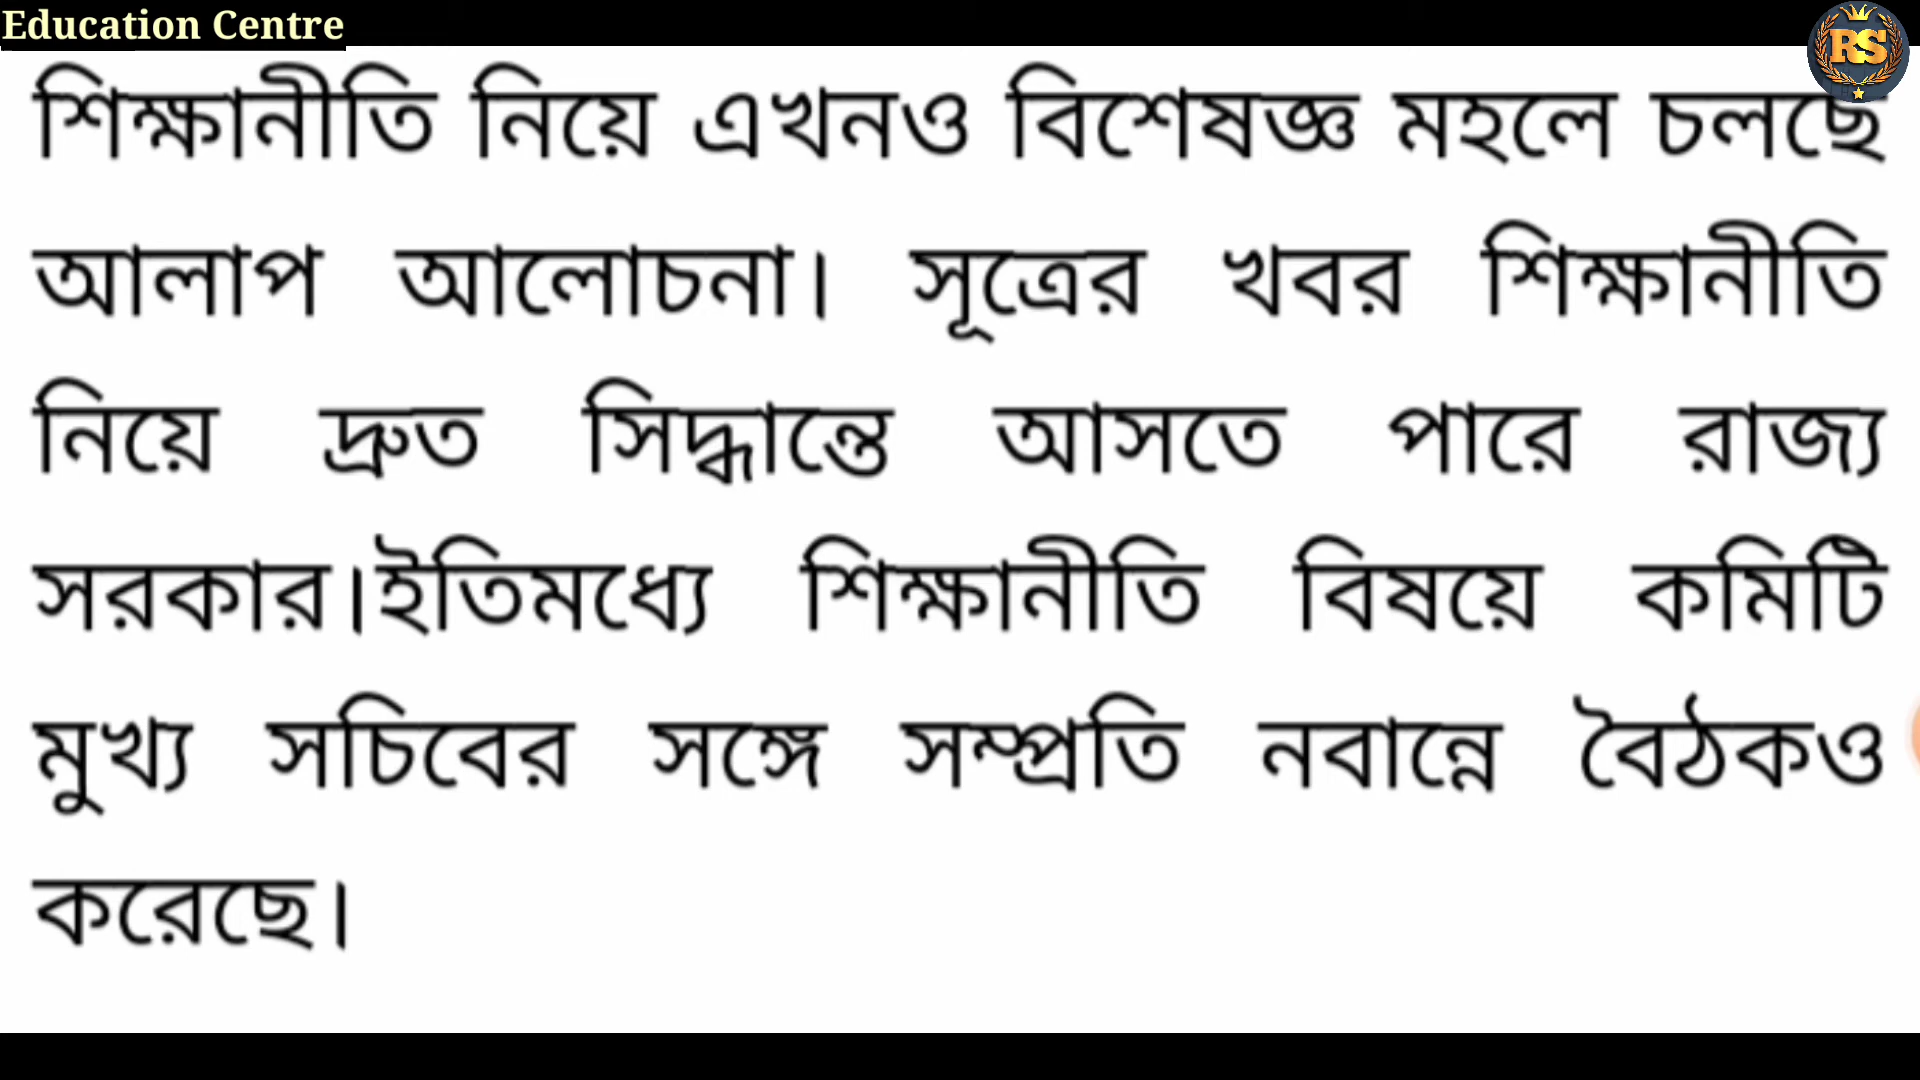 Education Centre
RS
শিক্ষানীতি নিয়ে এখনও বিশেষজ্ঞ মহলে চলছে
আলাপ আলোচনা। সূত্রের খবর শিক্ষানীতি
নিয়ে দ্রুত সিদ্ধান্তে আসতে পারে রাজ্য
সরকার।ইতিমধ্যে শিক্ষানীতি বিষয়ে কমিটি
মুখ্য সচিবের সঙ্গে সম্প্রতি নবান্নে বৈঠকও
করেছে।